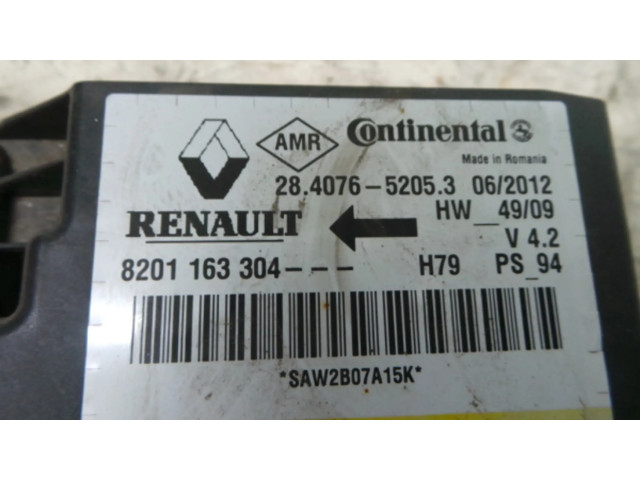 AMR Continental
Made in Romania
28.4076-5205.3 06/2012
RENAULT HW__49/09
V 4.2
8201 163 304--- H79 PS_94
*SAW2B07A15K*